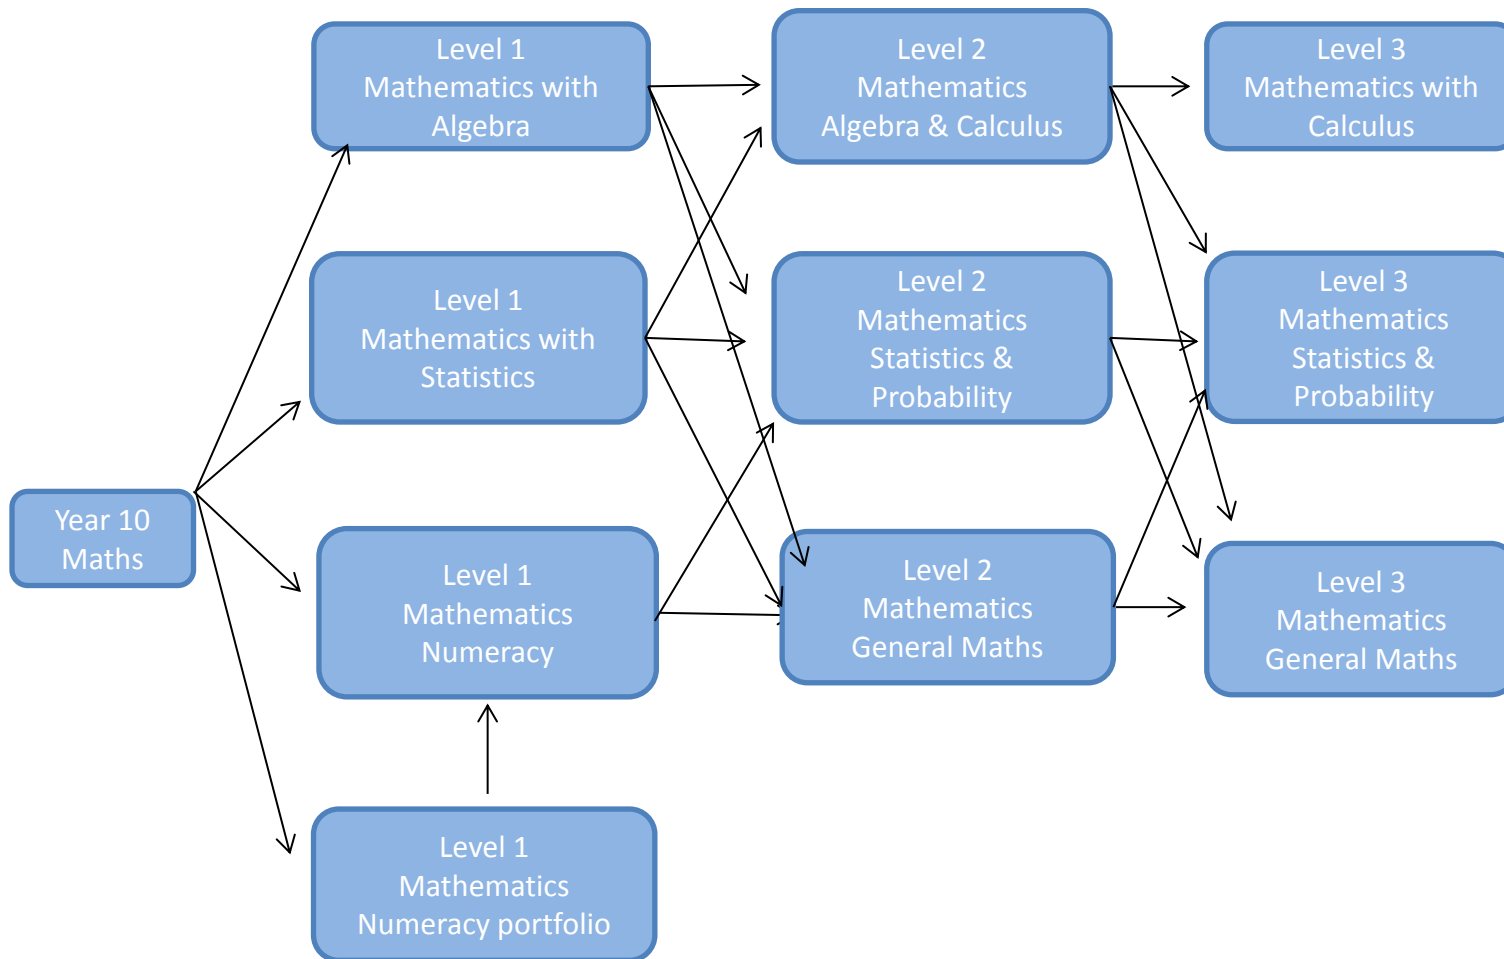 Level 1
Mathematics with
Algebra
Level 2
Mathematics
Algebra & Calculus
Level 3
Mathematics with
Calculus
Level 1
Mathematics with
Statistics
Level 2
Mathematics
Statistics &
Probability
Level 3
Mathematics
Statistics &
Probability
Year 10
Maths
Level 1
Mathematics
Numeracy
Level 2
Mathematics
General Maths
Level 3
Mathematics
General Maths
Level 1
Mathematics
Numeracy portfolio